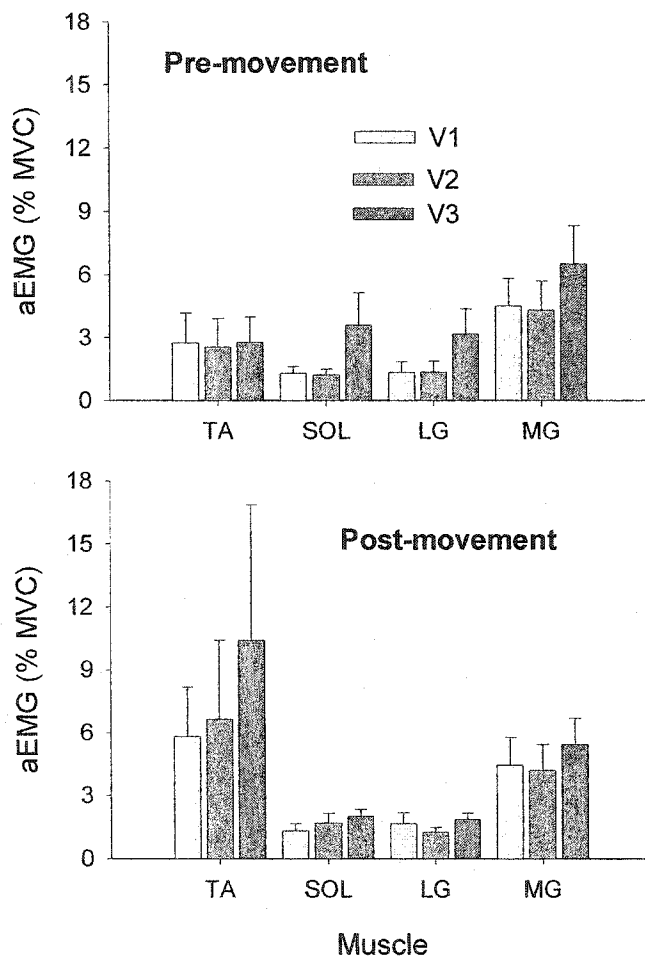 18
Pre-movement
15
V1
12
V2
9
V3
6
3
0
aEMG (% MVC)
TA SOL LG MG
18
Post-movement
15
12
9
6
3
0
aEMG (% MVC)
TA SOL LG MG
Muscle